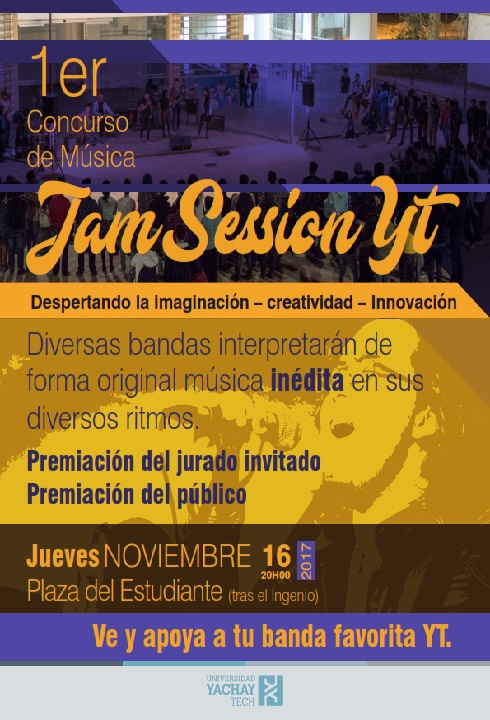 1er
Concurso
de Música
Jam Session Yt
Despertando la imaginación – creatividad – Innovación
Diversas bandas interpretarán de
forma original música inédita en sus
diversos ritmos.
Premiación del jurado invitado
Premiación del público
Jueves NOVIEMBRE 16 2017
20H00
Plaza del Estudiante (tras el Ingenio)
Ve y apoya a tu banda favorita YT.
UNIVERSIDAD
YACHAY
TECH